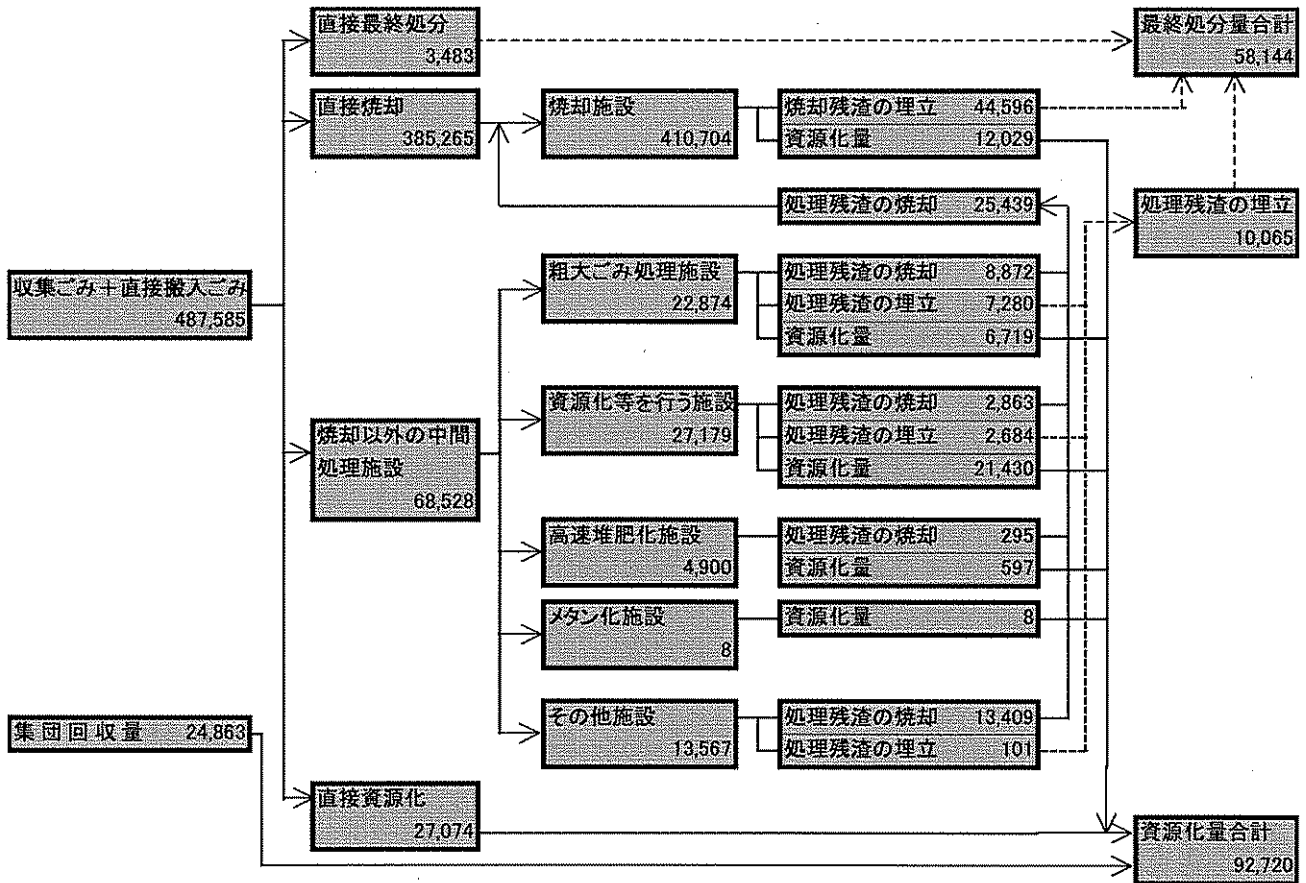 収集ごみ＋直接搬入ごみ
487,585
集団回収量 24,863
直接最終処分
3,483
直接焼却
385,265
焼却以外の中間
処理施設
68,528
直接資源化
27,074
焼却施設
410,704
粗大ごみ処理施設
22,874
資源化等を行う施設
27,179
高速堆肥化施設
4,900
メタン化施設
8
その他施設
13,567
焼却残渣の埋立 44,596
資源化量 12,029
処理残渣の焼却 25,439
処理残渣の焼却 8,872
処理残渣の埋立 7,280
資源化量 6,719
処理残渣の焼却 2,863
処理残渣の埋立 2,684
資源化量 21,430
処理残渣の焼却 295
資源化量 597
資源化量 8
処理残渣の焼却 13,409
処理残渣の埋立 101
最終処分量合計
58,144
処理残渣の埋立
10,065
資源化量合計
92,720